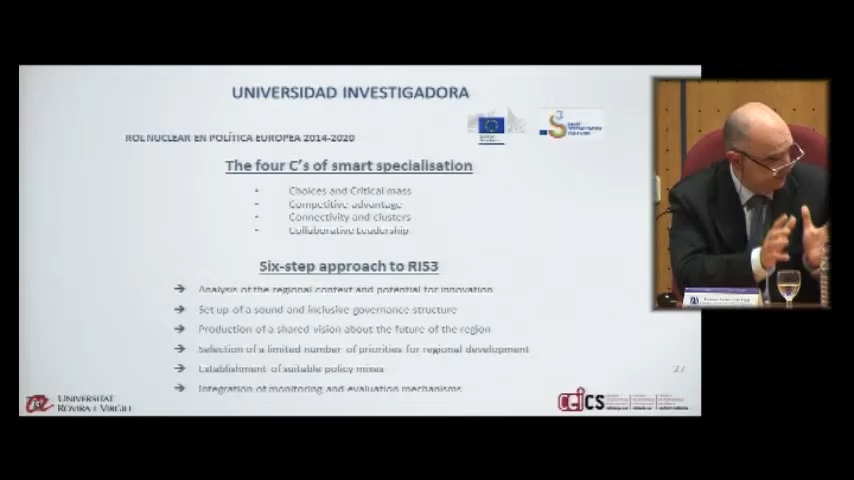 UNIVERSIDAD INVESTIGADORA
ROL NUCLEAR EN POLÍTICA EUROPEA 2014-2020
The four C's of smart specialisation
Choices and Critical mass
Competitive advantage
Connectivity and clusters
Collaborative Leadership
Six-step approach to RIS3
Analysis of the regional context and potential for innovation
Set up of a sound and inclusive governance structure
Production of a shared vision about the future of the region
Selection of a limited number of priorities for regional development
Establishment of suitable policy mixes
27
Integration of monitoring and evaluation mechanisms
UNIVERSITAT
ROVIRA I VIRGILI
ceiCS